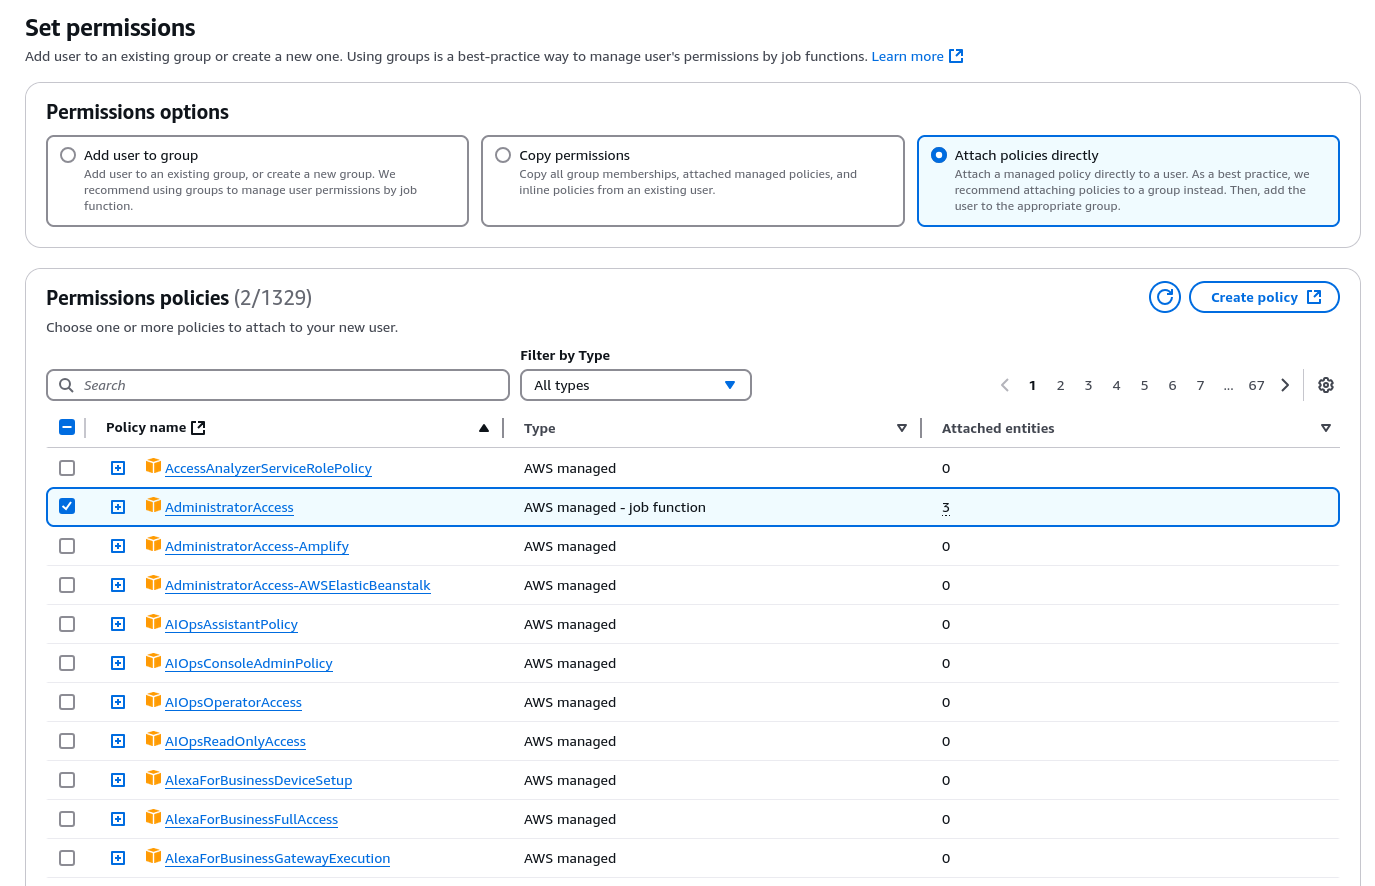 Set permissions
Add user to an existing group or create a new one. Using groups is a best-practice way to manage user's permissions by job functions. Learn more
Permissions options
Add user to group
Add user to an existing group, or create a new group. We
recommend using groups to manage user permissions by job
function.
Copy permissions
Copy all group memberships, attached managed policies, and
inline policies from an existing user.
Attach policies directly
Attach a managed policy directly to a user. As a best practice, we
recommend attaching policies to a group instead. Then, add the
user to the appropriate group.
Permissions policies (2/1329)
Create policy
Choose one or more policies to attach to your new user.
Filter by Type
Search
All types
1 2 3 4 5 6 7 ... 67
Policy name Type Attached entities
AccessAnalyzerServiceRolePolicy AWS managed 0
AdministratorAccess AWS managed - job function 3
AdministratorAccess-Amplify AWS managed 0
AdministratorAccess-AWSElasticBeanstalk AWS managed 0
AIOpsAssistantPolicy AWS managed 0
AIOpsConsoleAdminPolicy AWS managed 0
AIOpsOperatorAccess AWS managed 0
AIOpsReadOnlyAccess AWS managed 0
AlexaForBusinessDeviceSetup AWS managed 0
AlexaForBusinessFullAccess AWS managed 0
AlexaForBusinessGatewayExecution AWS managed 0